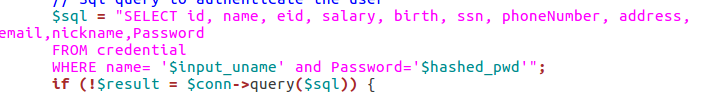 // Sql query to authenticate the user
$sql = "SELECT id, name, eid, salary, birth, ssn, phoneNumber, address,
email,nickname,Password
FROM credential
WHERE name= '$input_uname' and Password='$hashed_pwd'";
if (!$result = $conn->query($sql)) {